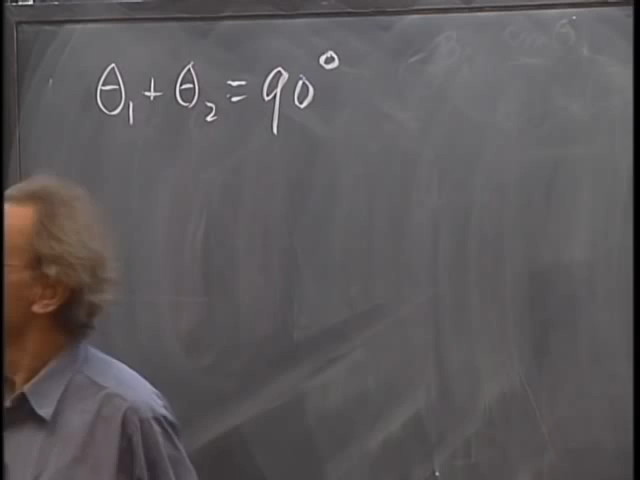 θ₁ + θ₂ = 90°